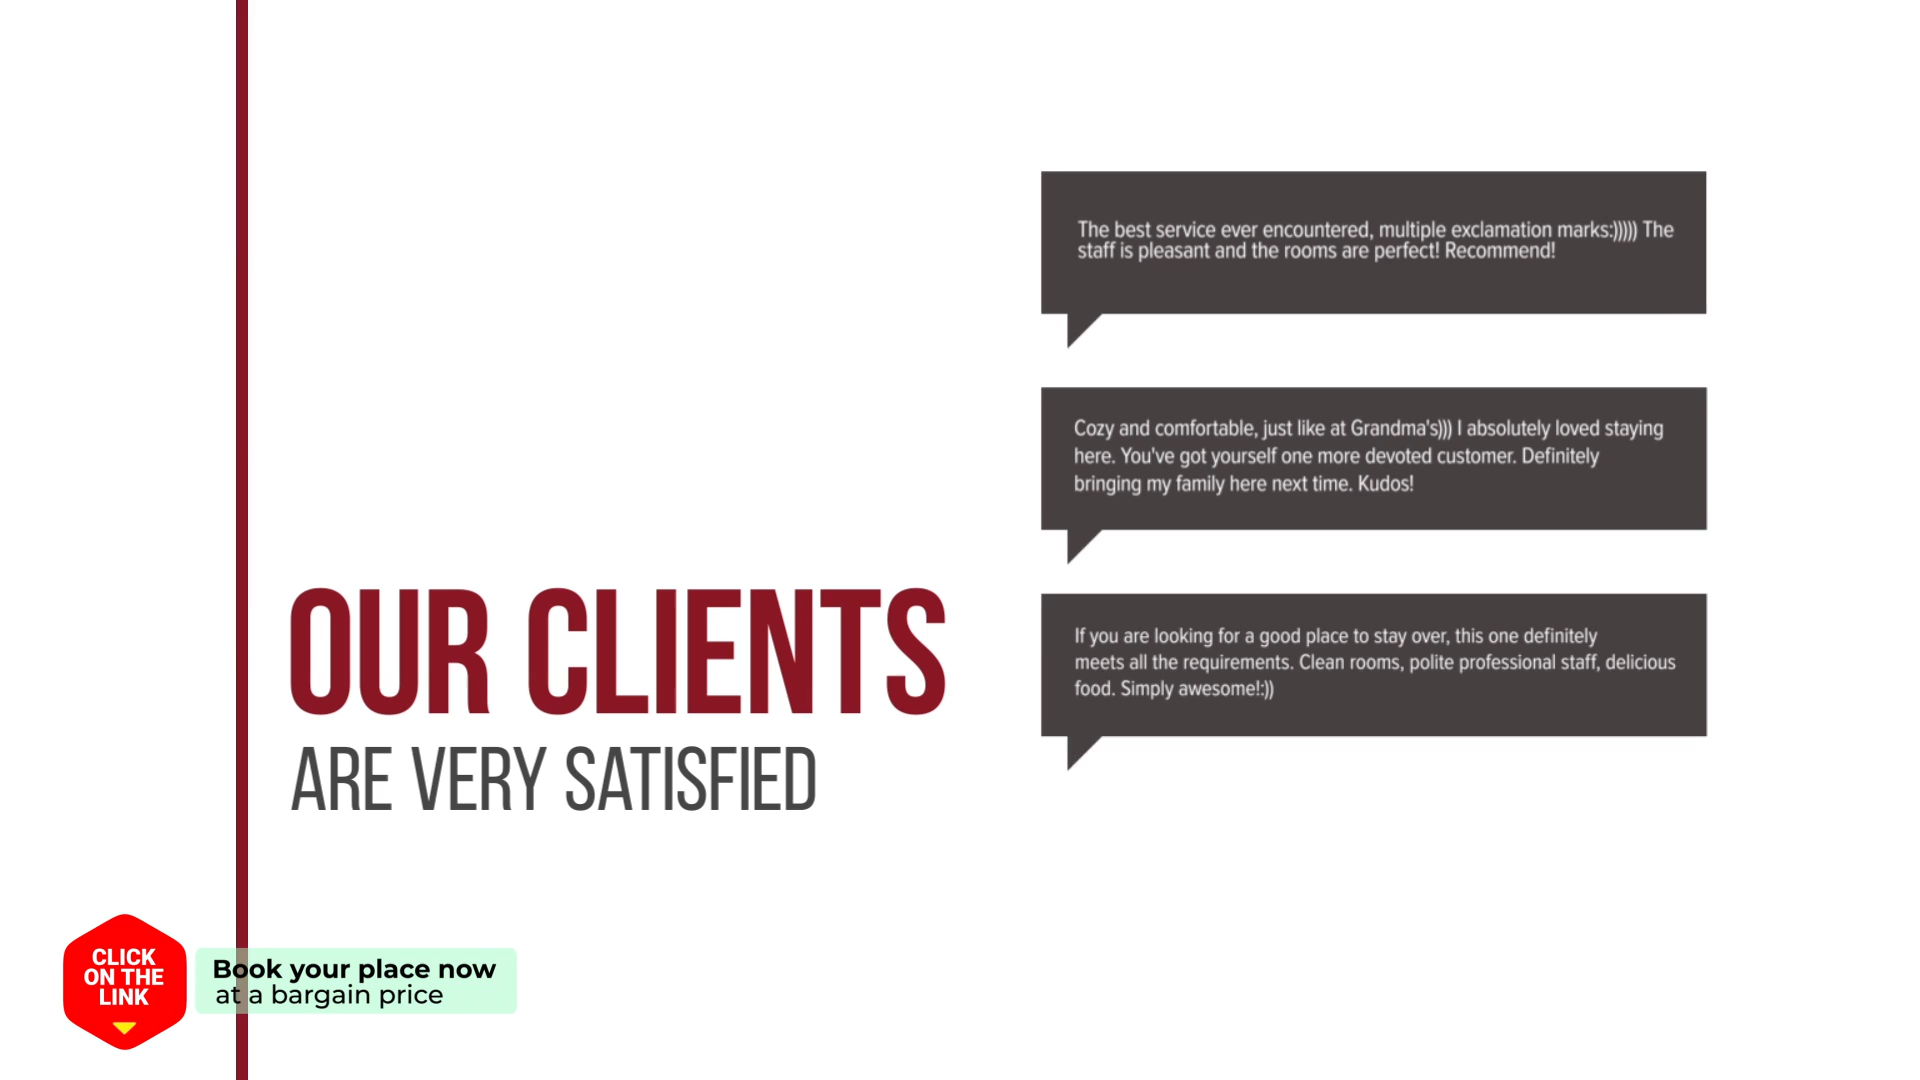 The best service ever encountered, multiple exclamation marks:))))) The
staff is pleasant and the rooms are perfect! Recommend!
Cozy and comfortable, just like at Grandma's))) I absolutely loved staying
here. You've got yourself one more devoted customer. Definitely
bringing my family here next time. Kudos!
If you are looking for a good place to stay over, this one definitely
meets all the requirements. Clean rooms, polite professional staff, delicious
food. Simply awesome!:))
OUR CLIENTS
ARE VERY SATISFIED
CLICK
ON THE
LINK
Book your place now
at a bargain price